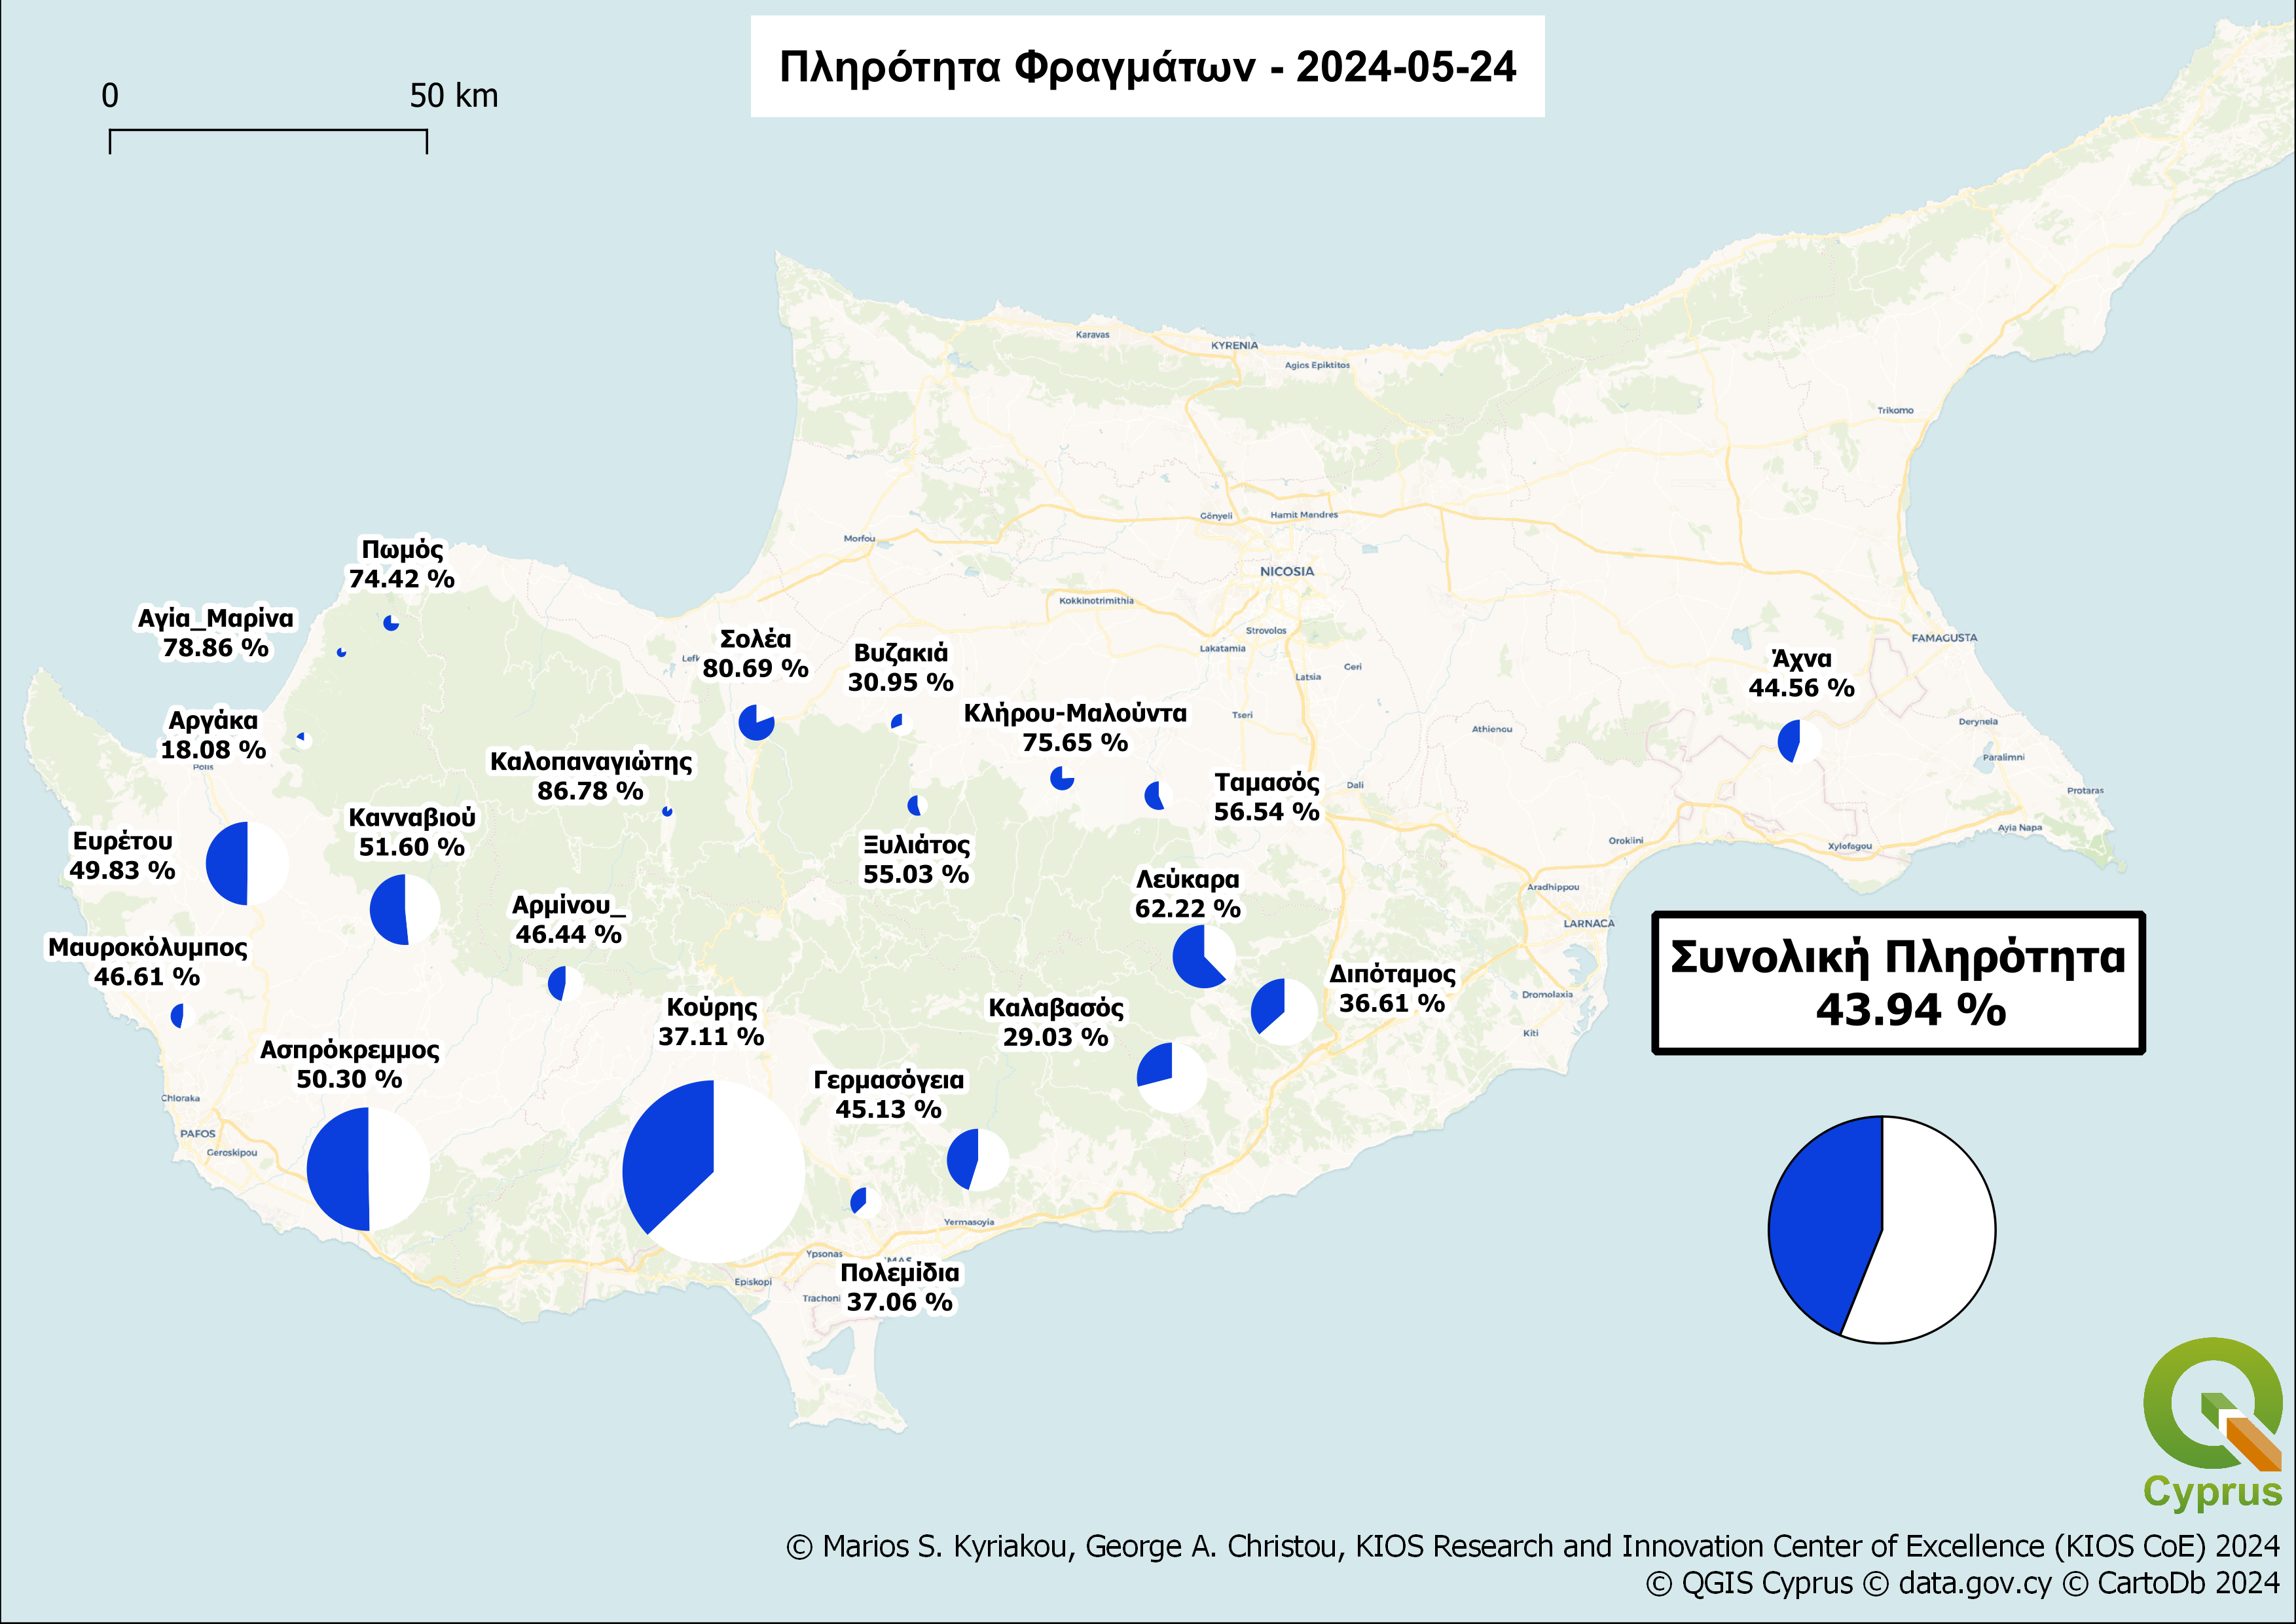 Πληρότητα Φραγμάτων - 2024-05-24
0 50 km
Karavas
KYRENIA
Agios Epiktitos
Trikomo
Gönyeli
Hamit Mandres
Morfou
Πωμός
74.42 %
NICOSIA
Kokkinotrimithia
Αγία_Μαρίνα
78.86 %
Strovolos
FAMAGUSTA
Σολέα
80.69 %
Lakatamia
Lefk
Βυζακιά
30.95 %
Geri
Latsia
Άχνα
44.56 %
Αργάκα
18.08 %
Κλήρου-Μαλούντα
75.65 %
Tseri
Athienou
Deryneia
Paralimni
Polis
Καλοπαναγιώτης
86.78 %
Ταμασός
56.54 %
Dali
Protaras
Κανναβιού
51.60 %
Ayia Napa
Ευρέτου
49.83 %
Ξυλιάτος
55.03 %
Oroklini
Xylofagou
Λεύκαρα
62.22 %
Aradhippou
Αρμίνου_
46.44 %
LARNACA
Μαυροκόλυμπος
46.61 %
Συνολική Πληρότητα
43.94 %
Διπόταμος
36.61 %
Dromolaxia
Κούρης
37.11 %
Καλαβασός
29.03 %
Kiti
Ασπρόκρεμμος
50.30 %
Γερμασόγεια
45.13 %
Chloraka
PAFOS
Geroskipou
Yermasoyia
Ypsonas
MAS
Πολεμίδια
37.06 %
Episkopi
Trachoni
Cyprus
© Marios S. Kyriakou, George A. Christou, KIOS Research and Innovation Center of Excellence (KIOS CoE) 2024
© QGIS Cyprus © data.gov.cy © CartoDb 2024